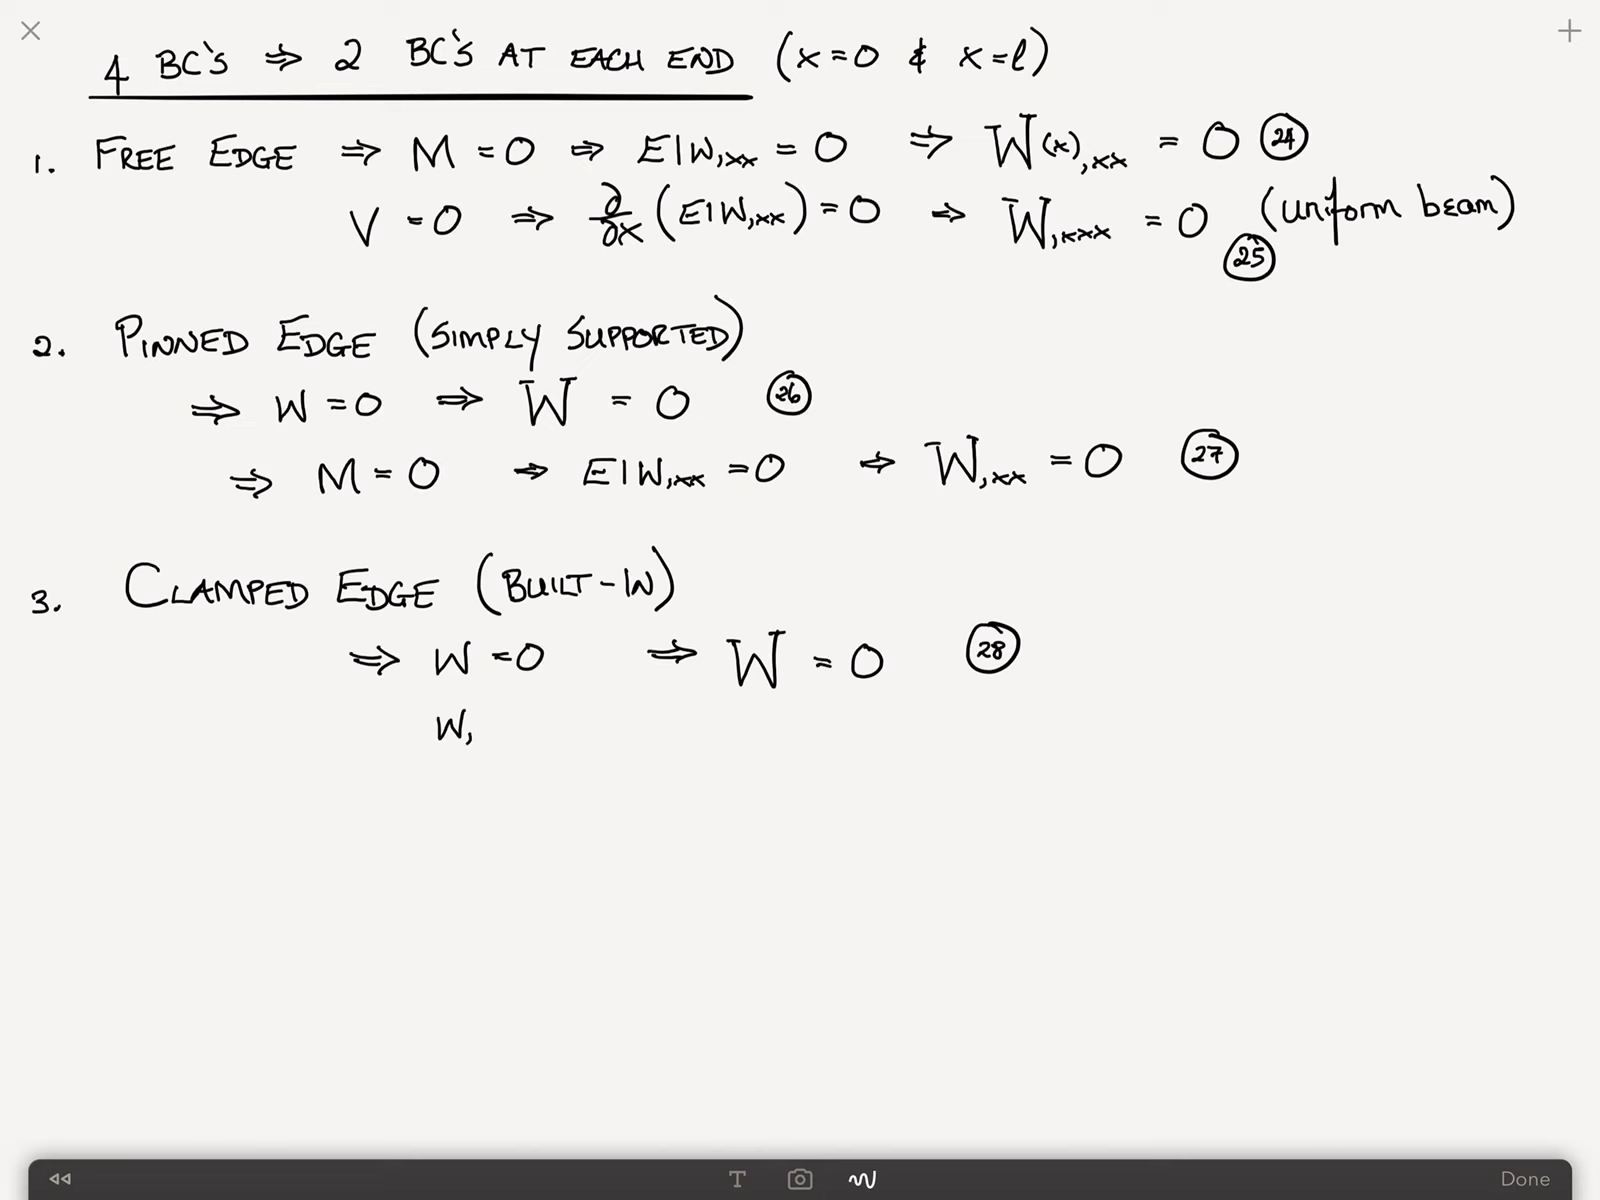 4 BC's ⇒ 2 BC's AT EACH END (x=0 & x=l)
1. FREE EDGE ⇒ M = 0 ⇒ EIw,xx = 0 ⇒ W(x),xx = 0 (24)
V = 0 ⇒ ∂/∂x (EIw,xx) = 0 ⇒ W,xxx = 0 (uniform beam)
(25)
2. PINNED EDGE (SIMPLY SUPPORTED)
⇒ w = 0 ⇒ W = 0 (26)
⇒ M = 0 ⇒ EIw,xx = 0 ⇒ W,xx = 0 (27)
3. CLAMPED EDGE (BUILT-IN)
⇒ w = 0 ⇒ W = 0 (28)
w,
T Done